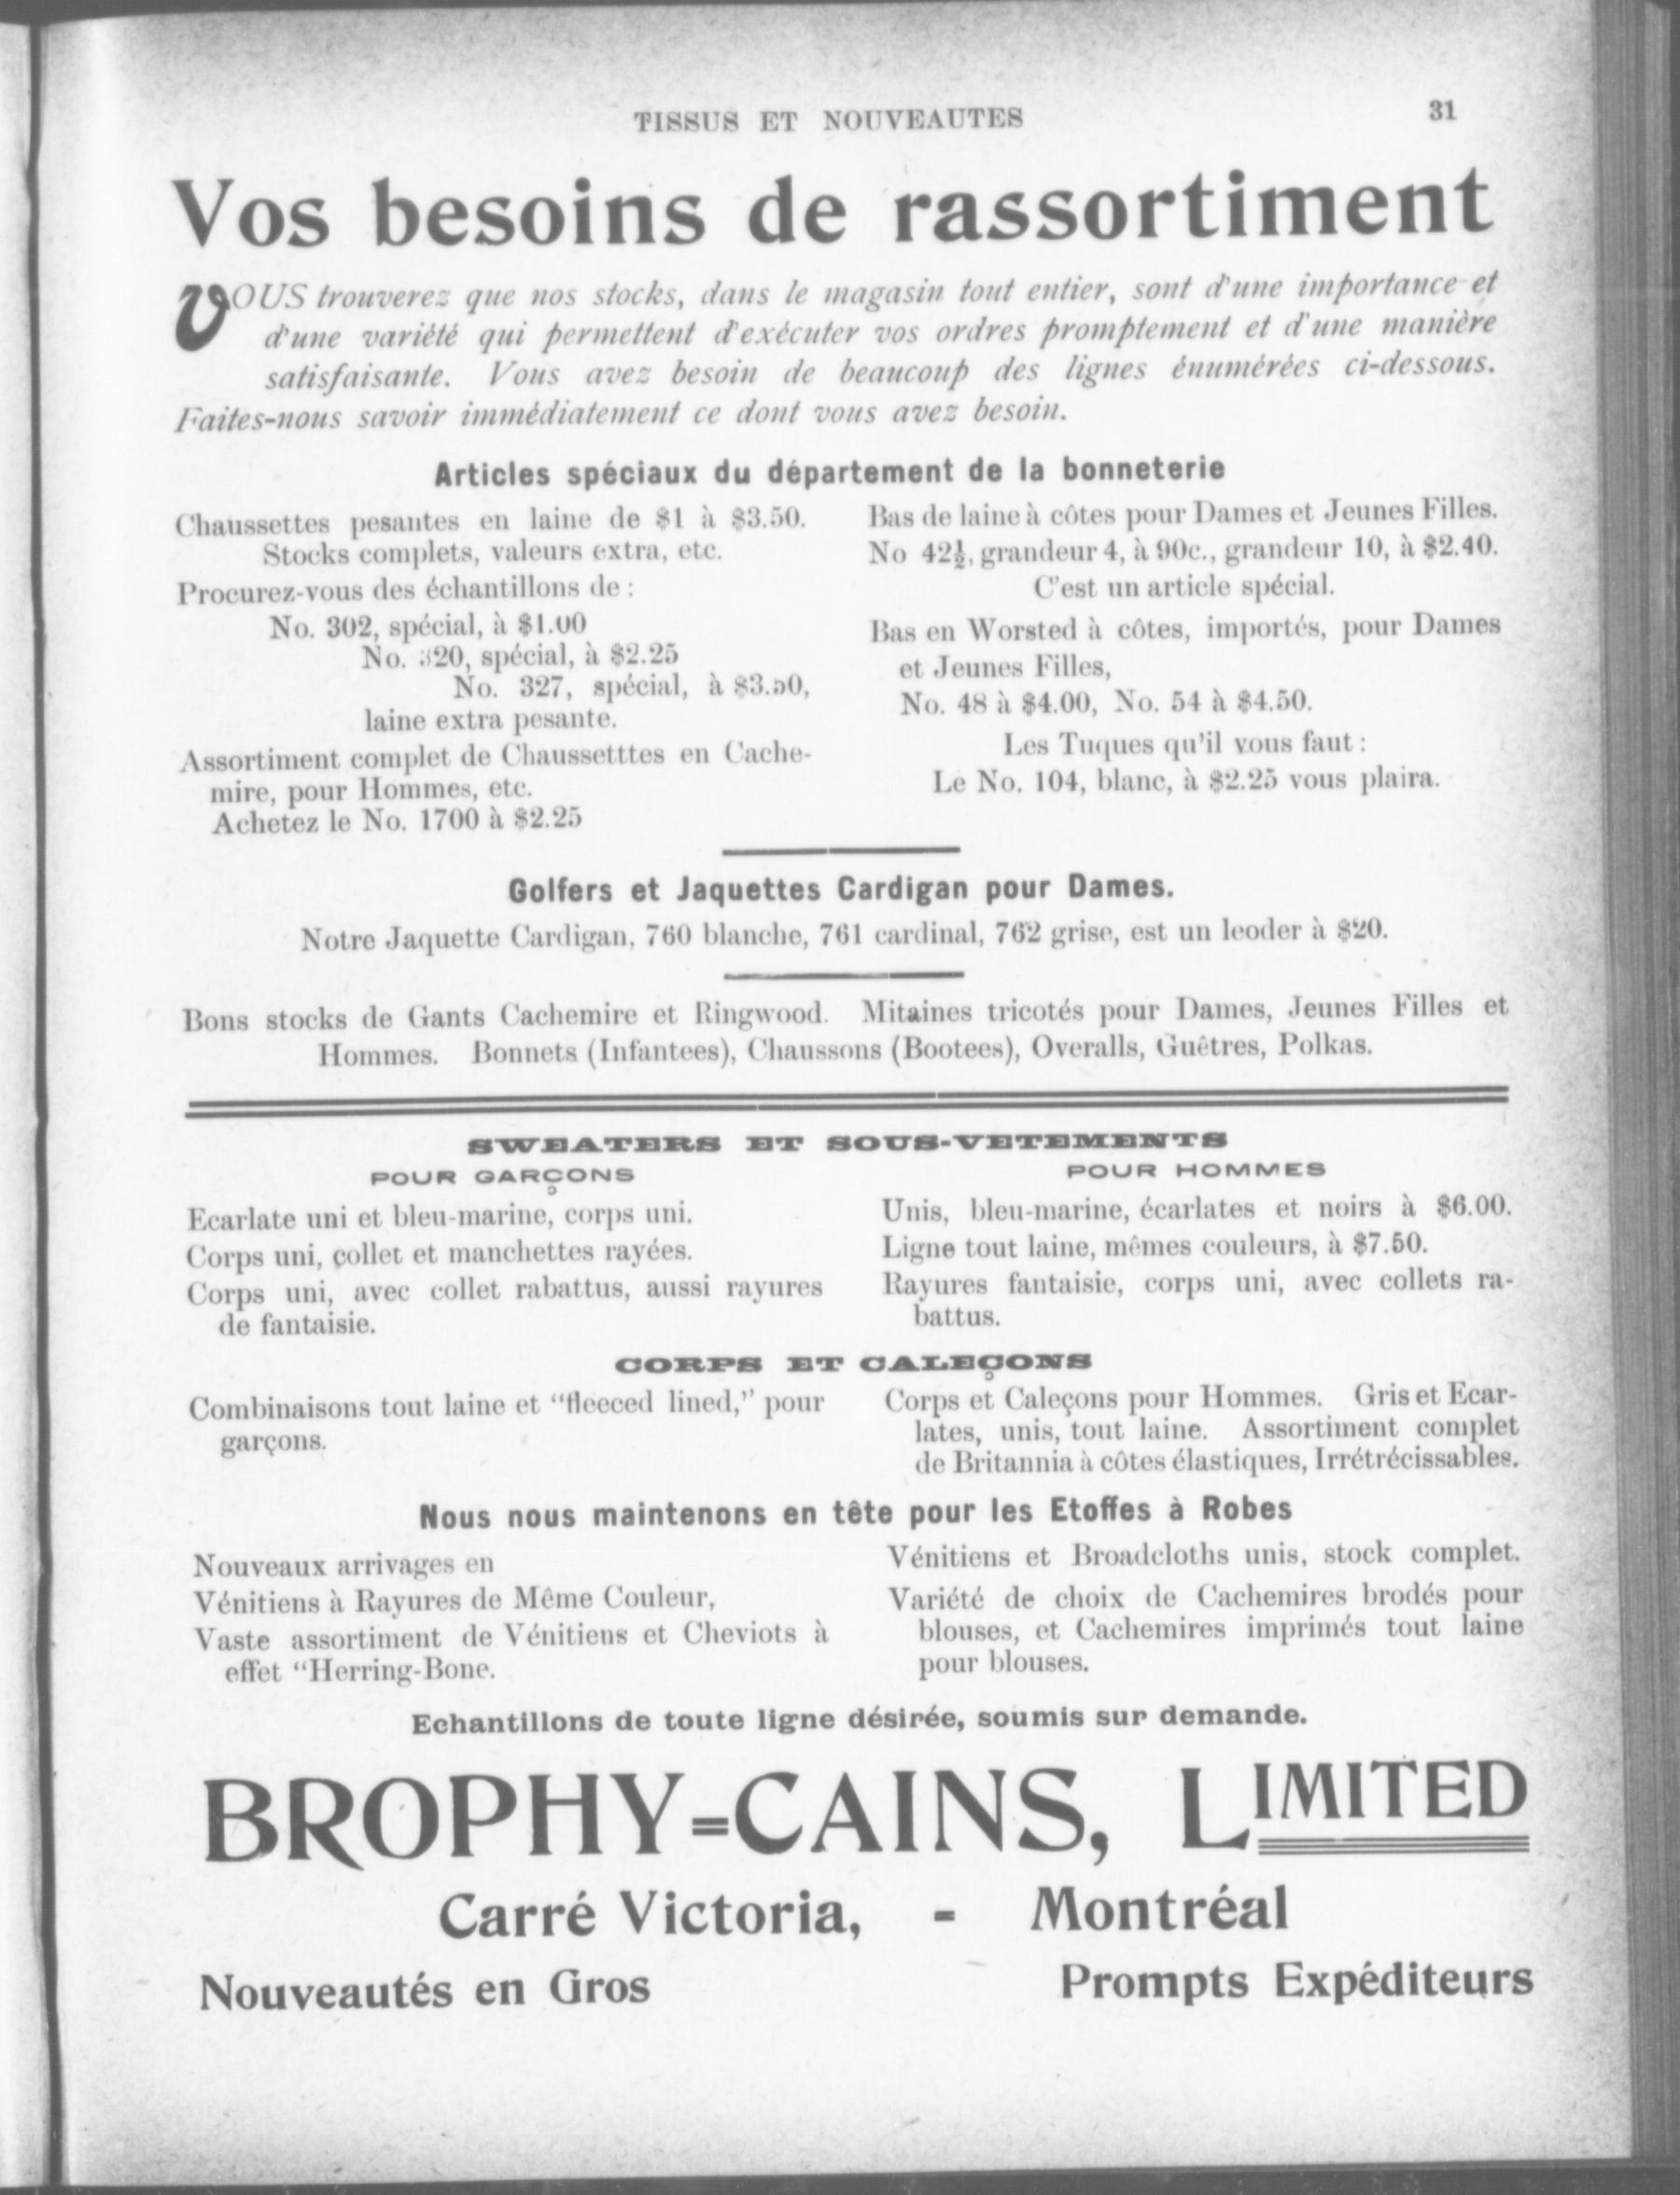 TISSUS ET NOUVEAUTES
31
Vos besoins de rassortiment
VOUS trouverez que nos stocks, dans le magasin tout entier, sont d'une importance et
d'une variété qui permettent d'exécuter vos ordres promptement et d'une manière
satisfaisante. Vous avez besoin de beaucoup des lignes énumérées ci-dessous.
Faites-nous savoir immédiatement ce dont vous avez besoin.
Articles spéciaux du département de la bonneterie
Chaussettes pesantes en laine de $1 à $3.50.
Stocks complets, valeurs extra, etc.
Procurez-vous des échantillons de :
No. 302, spécial, à $1.00
No. 320, spécial, à $2.25
No. 327, spécial, à $3.50,
laine extra pesante.
Assortiment complet de Chaussetttes en Cache-
mire, pour Hommes, etc.
Achetez le No. 1700 à $2.25
Bas de laine à côtes pour Dames et Jeunes Filles.
No 42½, grandeur 4, à 90c., grandeur 10, à $2.40.
C'est un article spécial.
Bas en Worsted à côtes, importés, pour Dames
et Jeunes Filles,
No. 48 à $4.00, No. 54 à $4.50.
Les Tuques qu'il vous faut :
Le No. 104, blanc, à $2.25 vous plaira.
Golfers et Jaquettes Cardigan pour Dames.
Notre Jaquette Cardigan, 760 blanche, 761 cardinal, 762 grise, est un leoder à $20.
Bons stocks de Gants Cachemire et Ringwood. Mitaines tricotés pour Dames, Jeunes Filles et
Hommes. Bonnets (Infantees), Chaussons (Bootees), Overalls, Guêtres, Polkas.
SWEATERS ET SOUS-VETEMENTS
POUR GARÇONS
Ecarlate uni et bleu-marine, corps uni.
Corps uni, çollet et manchettes rayées.
Corps uni, avec collet rabattus, aussi rayures
de fantaisie.
POUR HOMMES
Unis, bleu-marine, écarlates et noirs à $6.00.
Ligne tout laine, mêmes couleurs, à $7.50.
Rayures fantaisie, corps uni, avec collets ra-
battus.
CORPS ET CALEÇONS
Combinaisons tout laine et "fleeced lined," pour
garçons.
Corps et Caleçons pour Hommes. Gris et Ecar-
lates, unis, tout laine. Assortiment complet
de Britannia à côtes élastiques, Irrétrécissables.
Nous nous maintenons en tête pour les Etoffes à Robes
Nouveaux arrivages en
Vénitiens à Rayures de Même Couleur,
Vaste assortiment de Vénitiens et Cheviots à
effet "Herring-Bone.
Vénitiens et Broadcloths unis, stock complet.
Variété de choix de Cachemires brodés pour
blouses, et Cachemires imprimés tout laine
pour blouses.
Echantillons de toute ligne désirée, soumis sur demande.
BROPHY=CAINS, LIMITED
Carré Victoria, - Montréal
Nouveautés en Gros
Prompts Expéditeurs